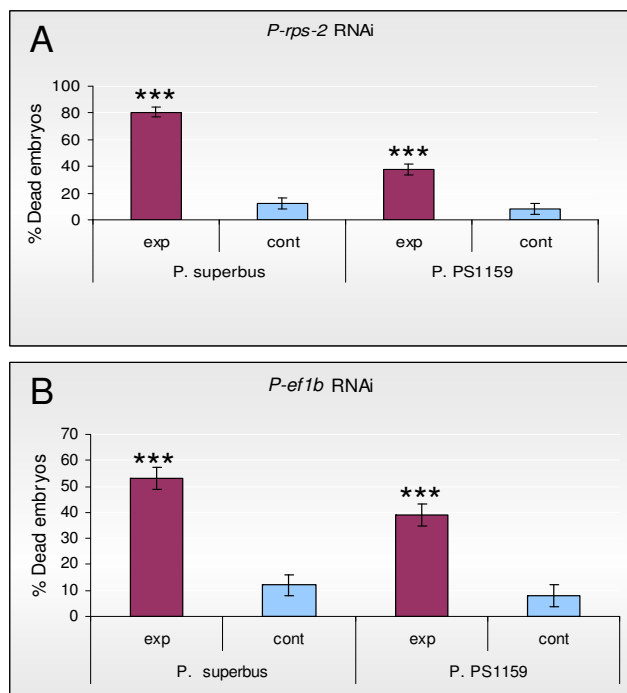 A
P-rps-2 RNAi
% Dead embryos
100
80
60
40
20
0
***
***
exp
cont
exp
cont
P. superbus
P. PS1159
B
P-ef1b RNAi
% Dead embryos
70
60
50
40
30
20
10
0
***
***
exp
cont
exp
cont
P. superbus
P. PS1159